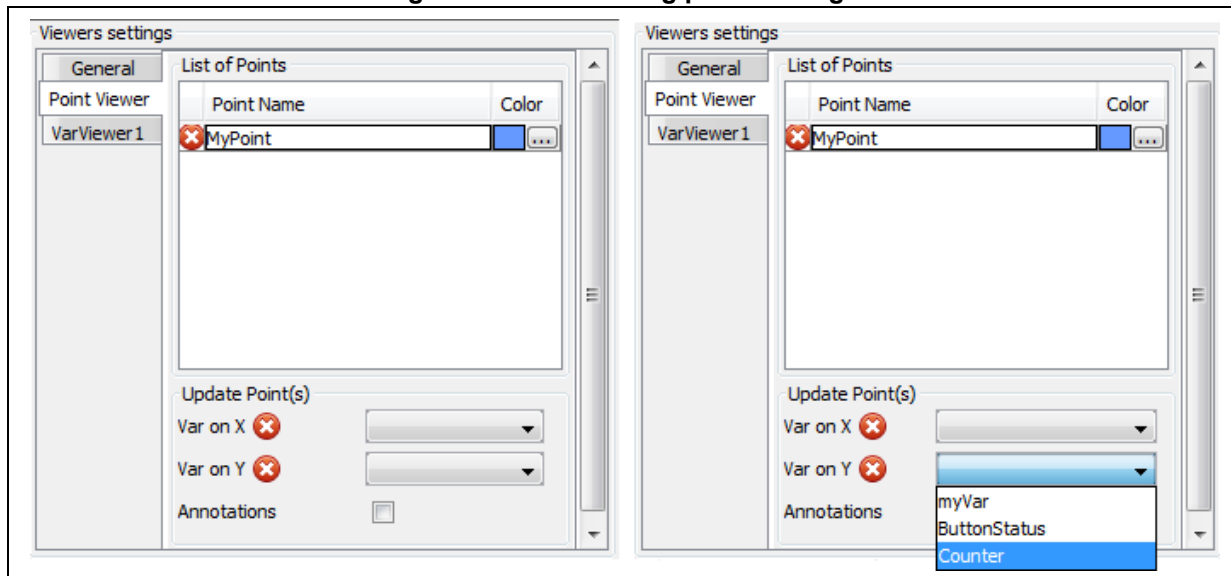 Viewers settings
General
Point Viewer
VarViewer1
List of Points
Point Name Color
MyPoint ...
Update Point(s)
Var on X
Var on Y
Annotations
Viewers settings
General
Point Viewer
VarViewer1
List of Points
Point Name Color
MyPoint ...
Update Point(s)
Var on X
Var on Y
Annotations
myVar
ButtonStatus
Counter